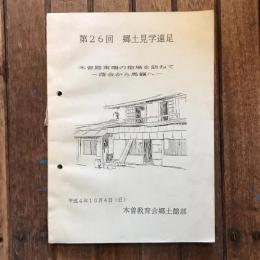 第26回 郷土見学遠足
木曽路東端の宿場を訪ねて
－落合から馬籠へ－
平成4年10月4日（日）
木曽教育会郷土館部